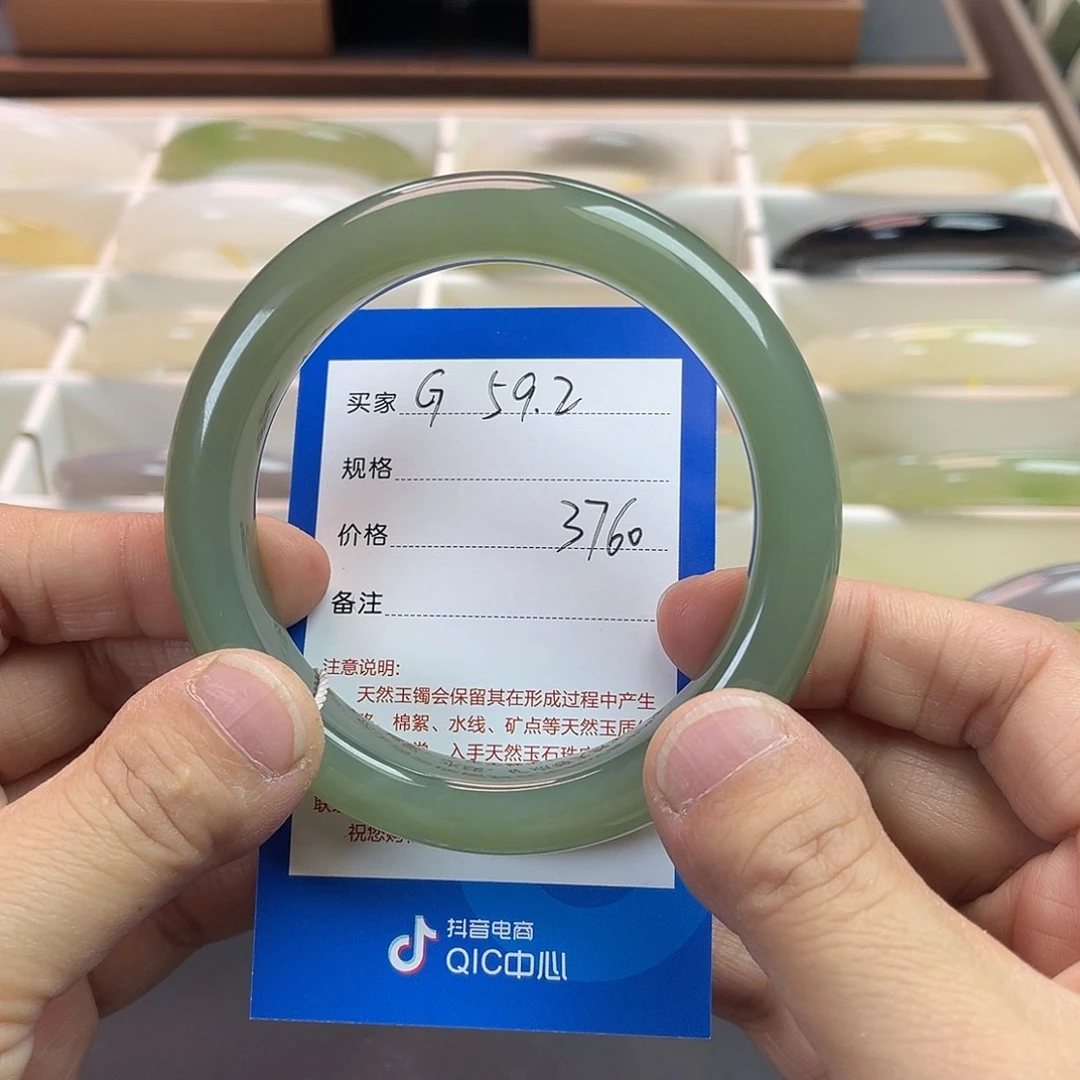 买家 G 59.2
规格
价格 3760
备注
注意说明:
天然玉镯会保留其在形成过程中产生
棉絮、水线、矿点等天然玉质
入手天然玉石珠宝
祝您
抖音电商
QIC中心